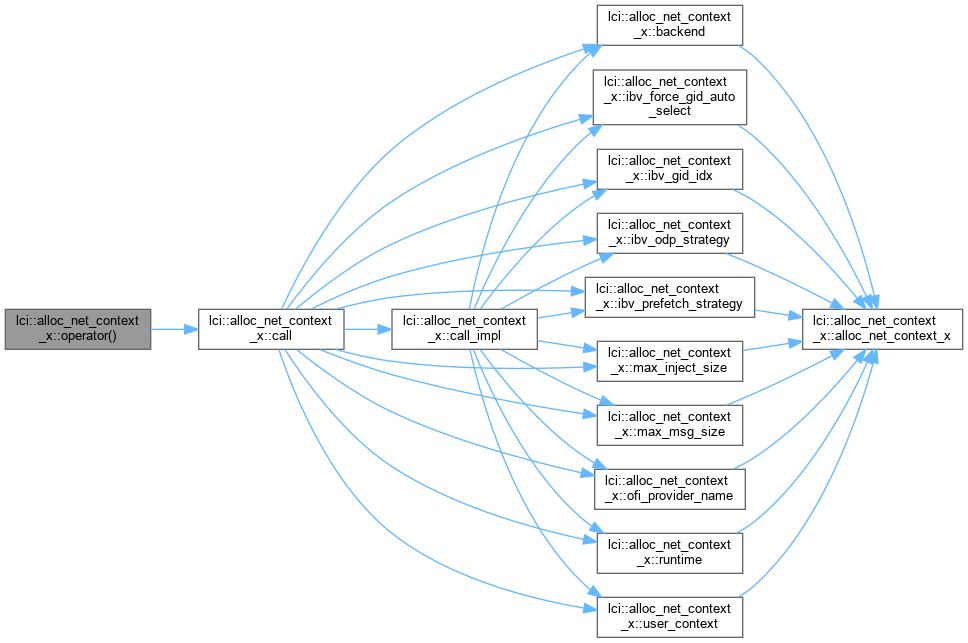 lci::alloc_net_context
_x::operator()
lci::alloc_net_context
_x::call
lci::alloc_net_context
_x::call_impl
lci::alloc_net_context
_x::backend
lci::alloc_net_context
_x::ibv_force_gid_auto
_select
lci::alloc_net_context
_x::ibv_gid_idx
lci::alloc_net_context
_x::ibv_odp_strategy
lci::alloc_net_context
_x::ibv_prefetch_strategy
lci::alloc_net_context
_x::max_inject_size
lci::alloc_net_context
_x::max_msg_size
lci::alloc_net_context
_x::ofi_provider_name
lci::alloc_net_context
_x::runtime
lci::alloc_net_context
_x::user_context
lci::alloc_net_context
_x::alloc_net_context_x